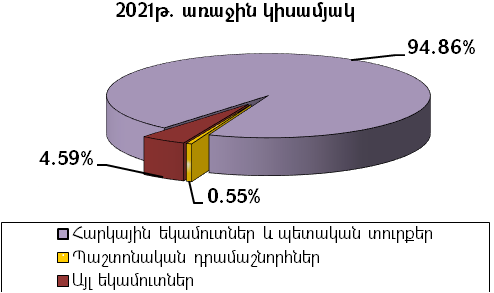 2021թ. առաջին կիսամյակ
94.86%
4.59%
0.55%
Հարկային եկամուտներ և պետական տուրքեր
Պաշտոնական դրամաշնորհներ
Այլ եկամուտներ